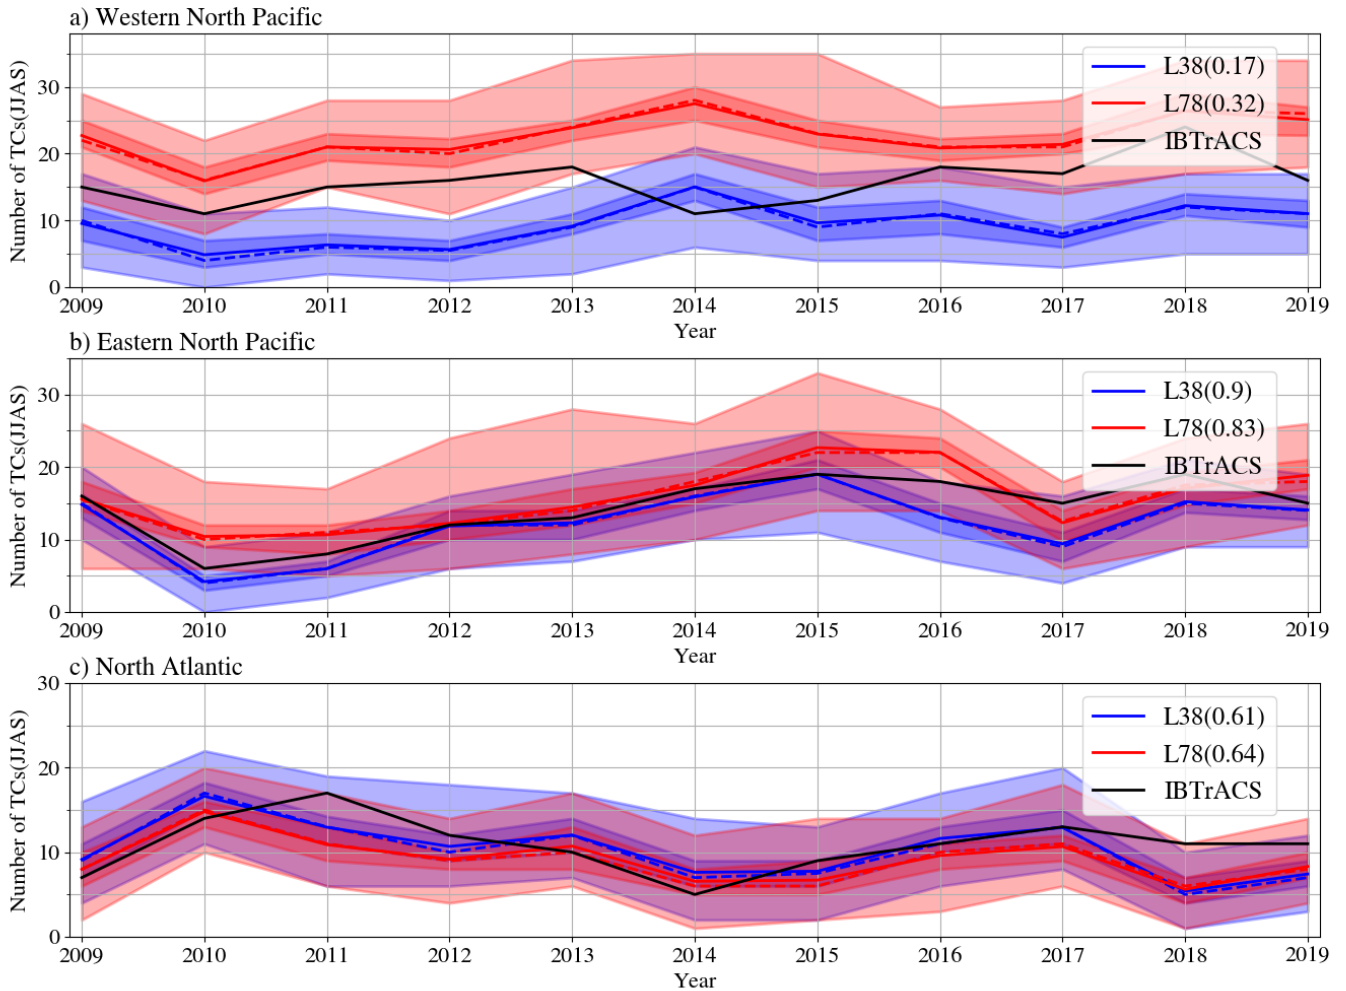 a) Western North Pacific
Number of TCs(JJAS)
30
20
10
0
L38(0.17)
L78(0.32)
IBTrACS
2009 2010 2011 2012 2013 2014 2015 2016 2017 2018 2019
Year
b) Eastern North Pacific
Number of TCs(JJAS)
30
20
10
0
L38(0.9)
L78(0.83)
IBTrACS
2009 2010 2011 2012 2013 2014 2015 2016 2017 2018 2019
Year
c) North Atlantic
Number of TCs(JJAS)
30
20
10
0
L38(0.61)
L78(0.64)
IBTrACS
2009 2010 2011 2012 2013 2014 2015 2016 2017 2018 2019
Year